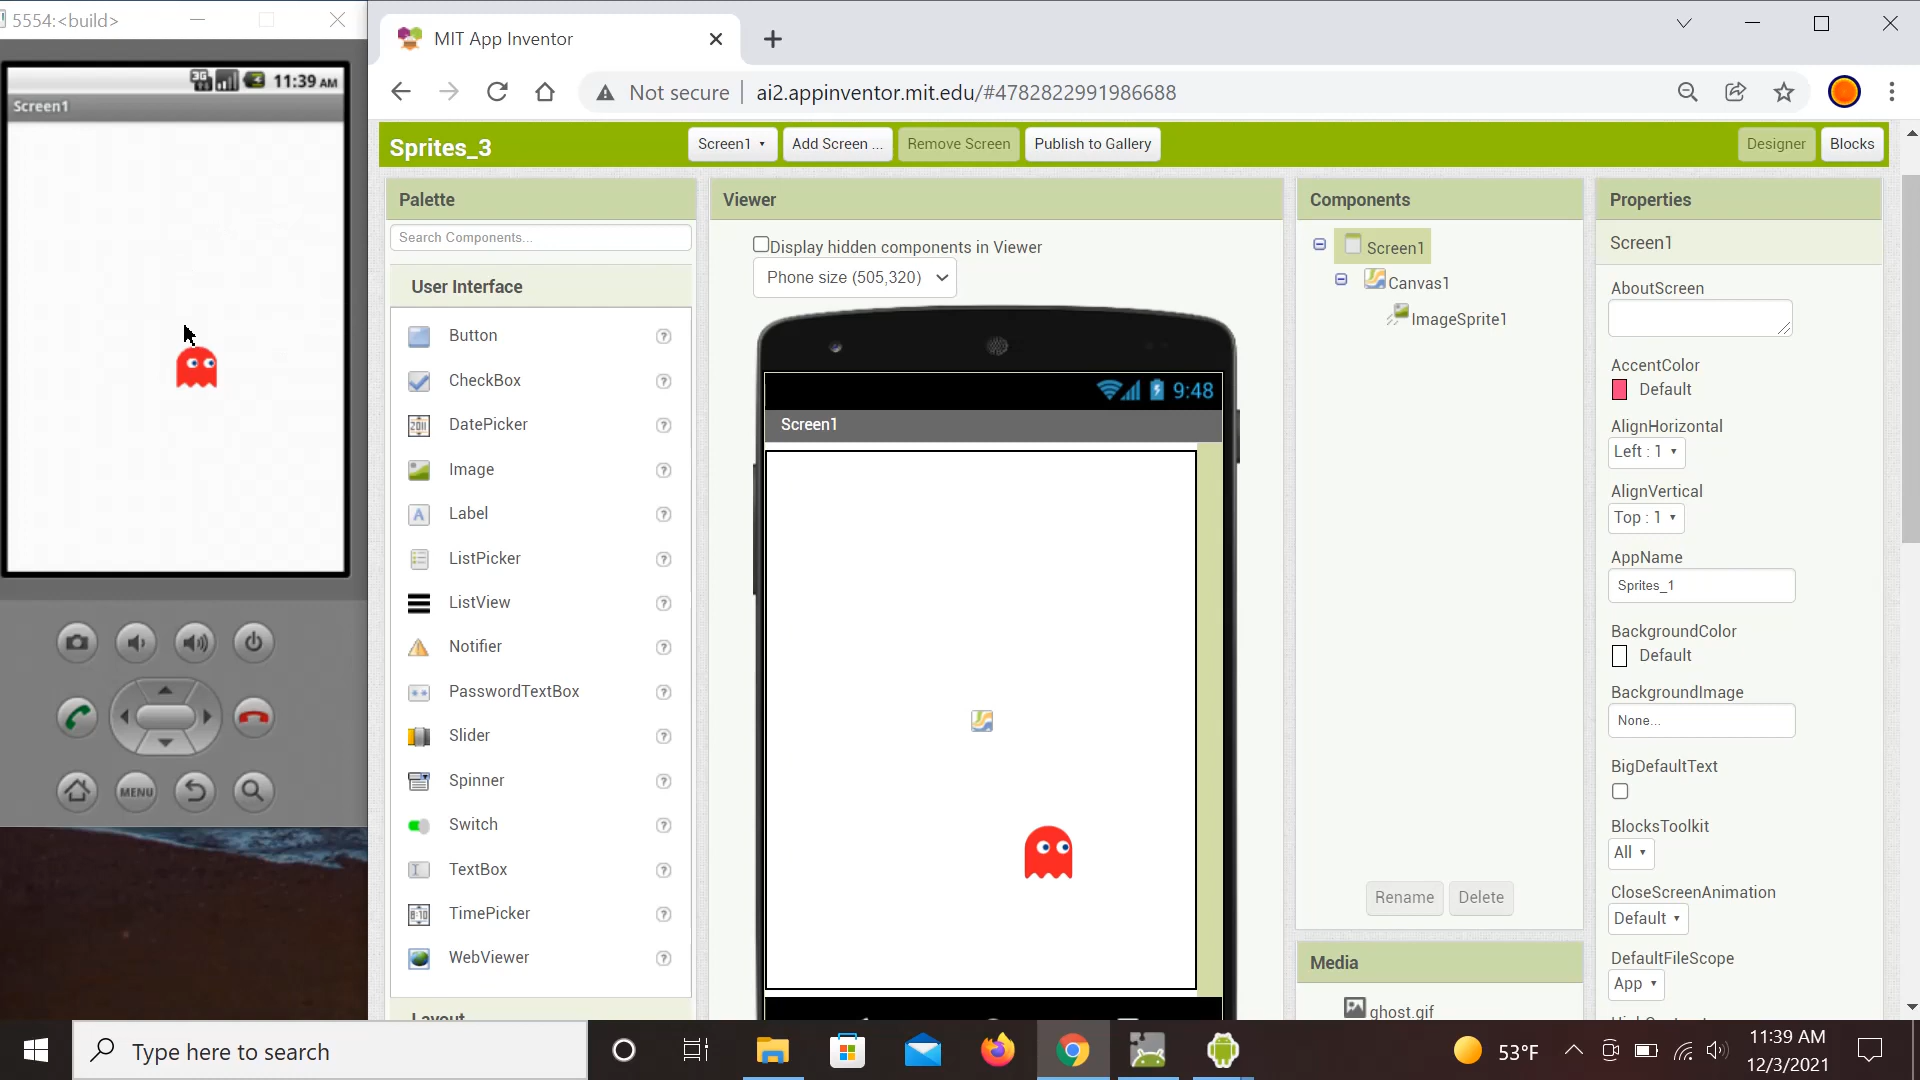 5554:<build>
3G
11:39 AM
Screen1
MENU
MIT App Inventor
Not secure
ai2.appinventor.mit.edu/#4782822991986688
Sprites_3
Screen1
Add Screen ...
Remove Screen
Publish to Gallery
Designer
Blocks
Palette
Search Components...
User Interface
Button
CheckBox
DatePicker
Image
Label
ListPicker
ListView
Notifier
PasswordTextBox
Slider
Spinner
Switch
TextBox
TimePicker
WebViewer
Layout
Viewer
Display hidden components in Viewer
Phone size (505,320)
9:48
Screen1
Components
Screen1
Canvas1
ImageSprite1
Rename
Delete
Media
ghost.gif
Properties
Screen1
AboutScreen
AccentColor
Default
AlignHorizontal
Left : 1
AlignVertical
Top : 1
AppName
Sprites_1
BackgroundColor
Default
BackgroundImage
None...
BigDefaultText
BlocksToolkit
All
CloseScreenAnimation
Default
DefaultFileScope
App
Type here to search
53°F
11:39 AM
12/3/2021